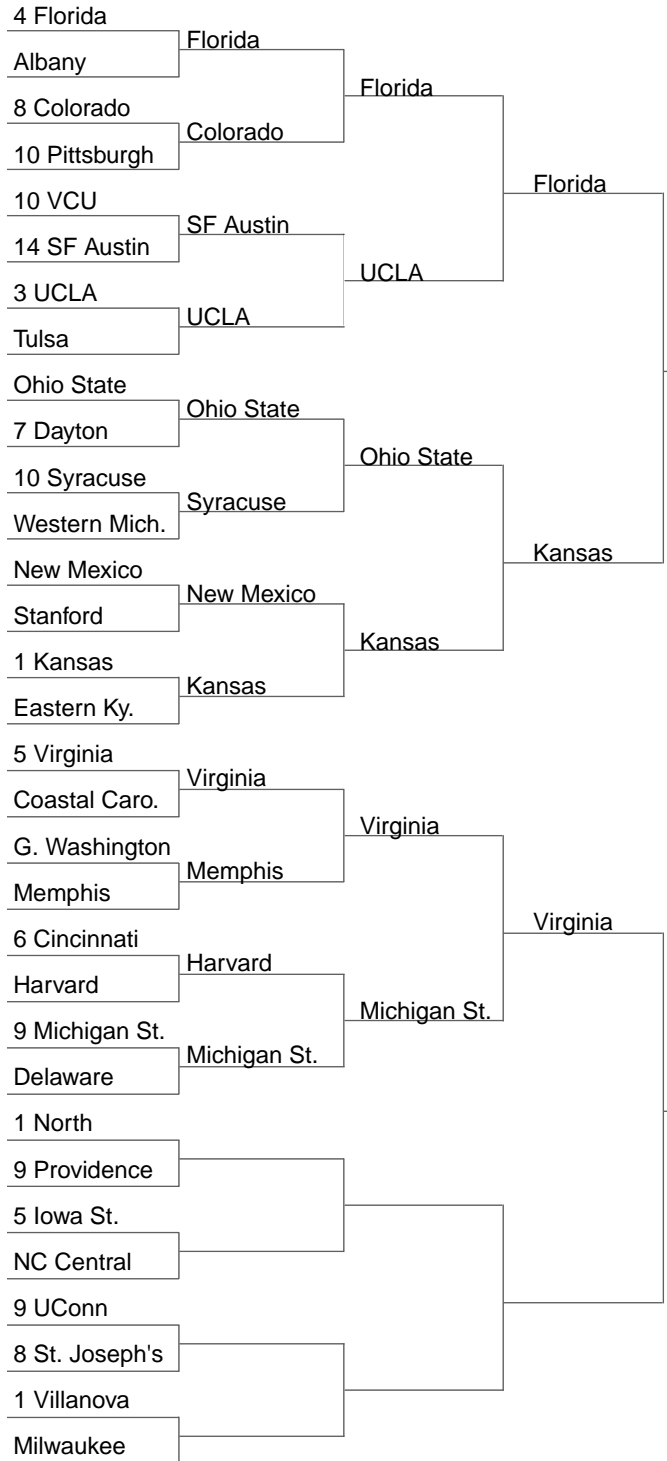 4 Florida
Florida
Albany
Florida
8 Colorado
Colorado
10 Pittsburgh
Florida
10 VCU
SF Austin
14 SF Austin
UCLA
3 UCLA
UCLA
Tulsa
Ohio State
Ohio State
7 Dayton
Ohio State
10 Syracuse
Syracuse
Western Mich.
Kansas
New Mexico
New Mexico
Stanford
Kansas
1 Kansas
Kansas
Eastern Ky.
5 Virginia
Virginia
Coastal Caro.
Virginia
G. Washington
Memphis
Memphis
Virginia
6 Cincinnati
Harvard
Harvard
Michigan St.
9 Michigan St.
Michigan St.
Delaware
1 North
9 Providence
5 Iowa St.
NC Central
9 UConn
8 St. Joseph's
1 Villanova
Milwaukee